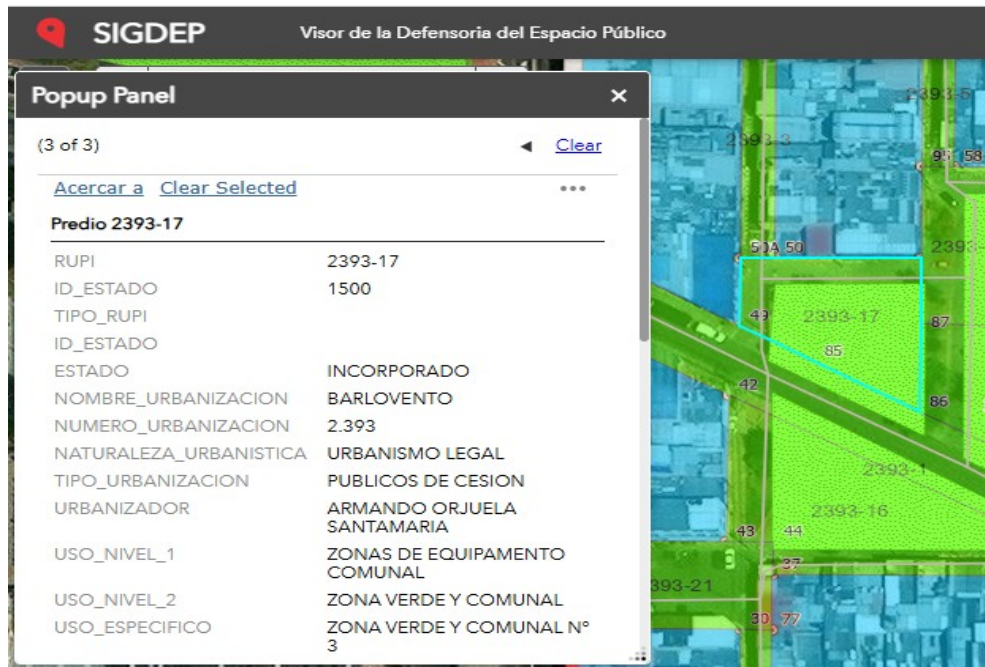 SIGDEP
Visor de la Defensoria del Espacio Público
Popup Panel
×
(3 of 3)
◄ Clear
Acercar a Clear Selected •••
Predio 2393-17
RUPI 2393-17
ID_ESTADO 1500
TIPO_RUPI
ID_ESTADO
ESTADO INCORPORADO
NOMBRE_URBANIZACION BARLOVENTO
NUMERO_URBANIZACION 2.393
NATURALEZA_URBANISTICA URBANISMO LEGAL
TIPO_URBANIZACION PUBLICOS DE CESION
URBANIZADOR ARMANDO ORJUELA
SANTAMARIA
USO_NIVEL_1 ZONAS DE EQUIPAMENTO
COMUNAL
USO_NIVEL_2 ZONA VERDE Y COMUNAL
USO_ESPECIFICO ZONA VERDE Y COMUNAL N°
3
2393-5
2393-3
95 58
50A 50
2393-
49
2393-17
87
85
42
86
2393-1
2393-16
43
44
37
393-21
30 77